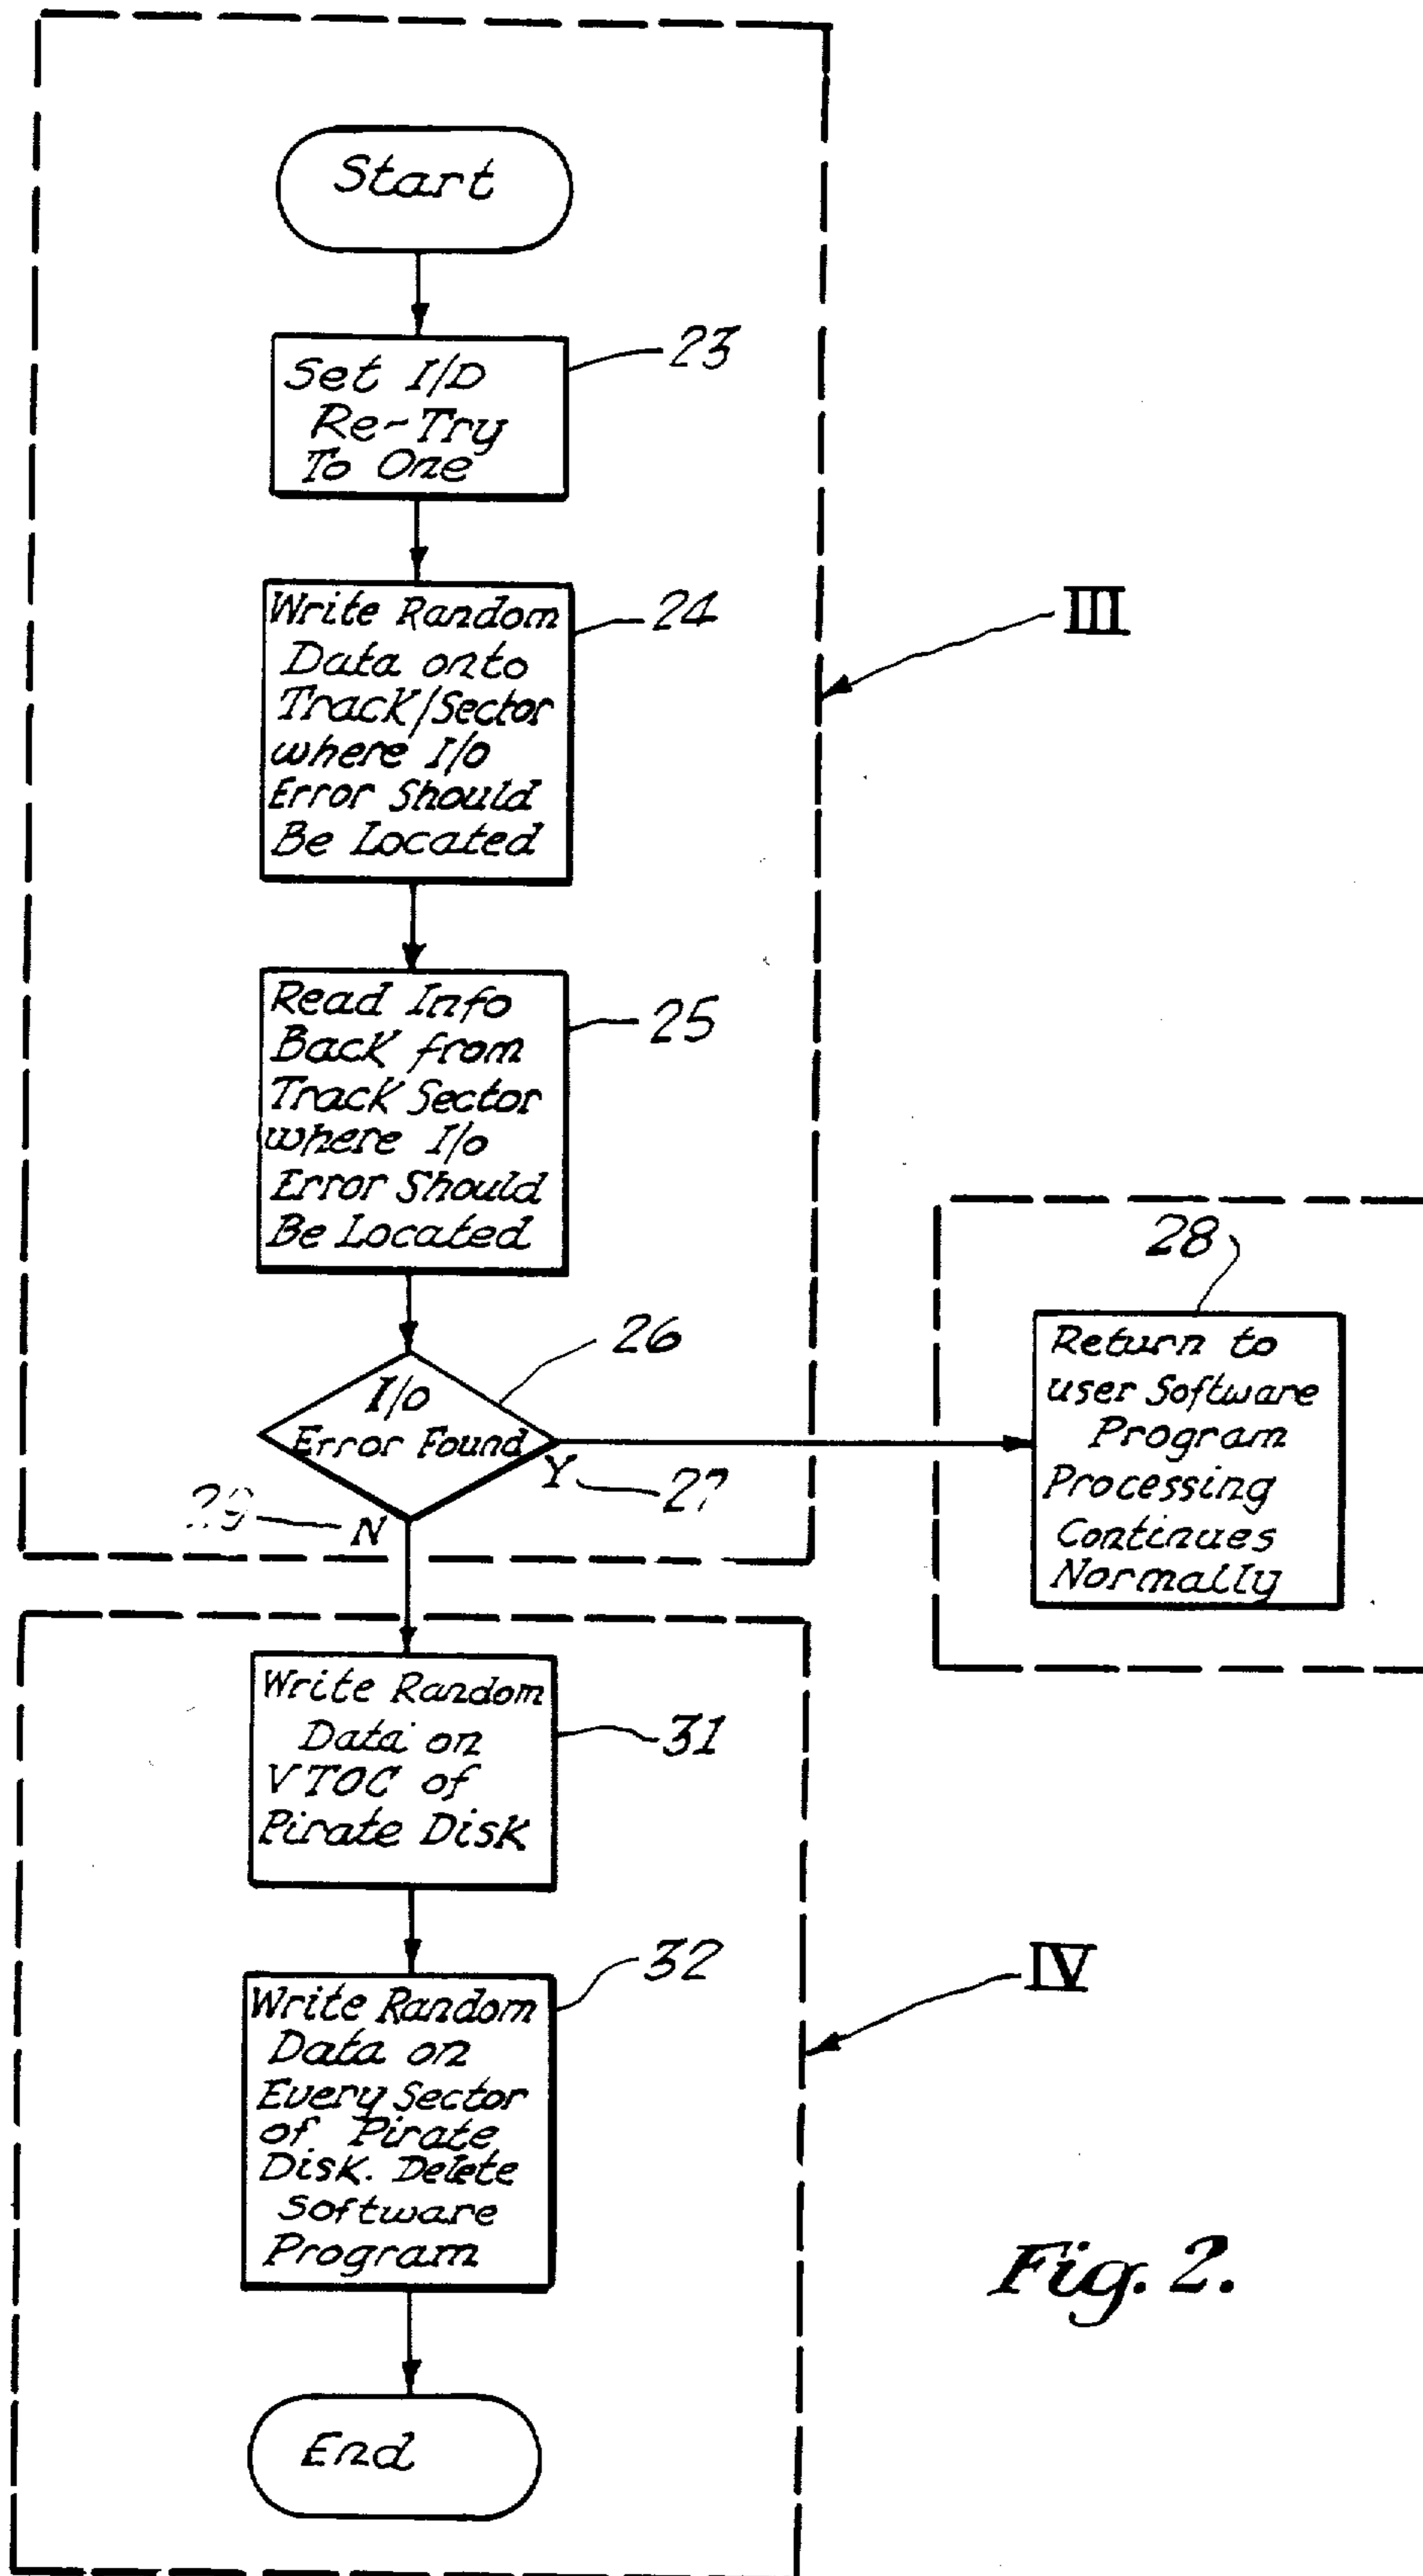 Start
23
Set I/D
Re-Try
To One
24
Write Random
Data onto
Track/Sector
where I/O
Error Should
Be Located
III
25
Read Info
Back from
Track Sector
where I/O
Error Should
Be Located
26
I/O
Error Found
Y
27
N
29
28
Return to
user Software
Program
Processing
Continues
Normally
31
Write Random
Data on
VTOC of
Pirate Disk
32
Write Random
Data on
Every Sector
of Pirate
Disk. Delete
Software
Program
IV
End
Fig. 2.